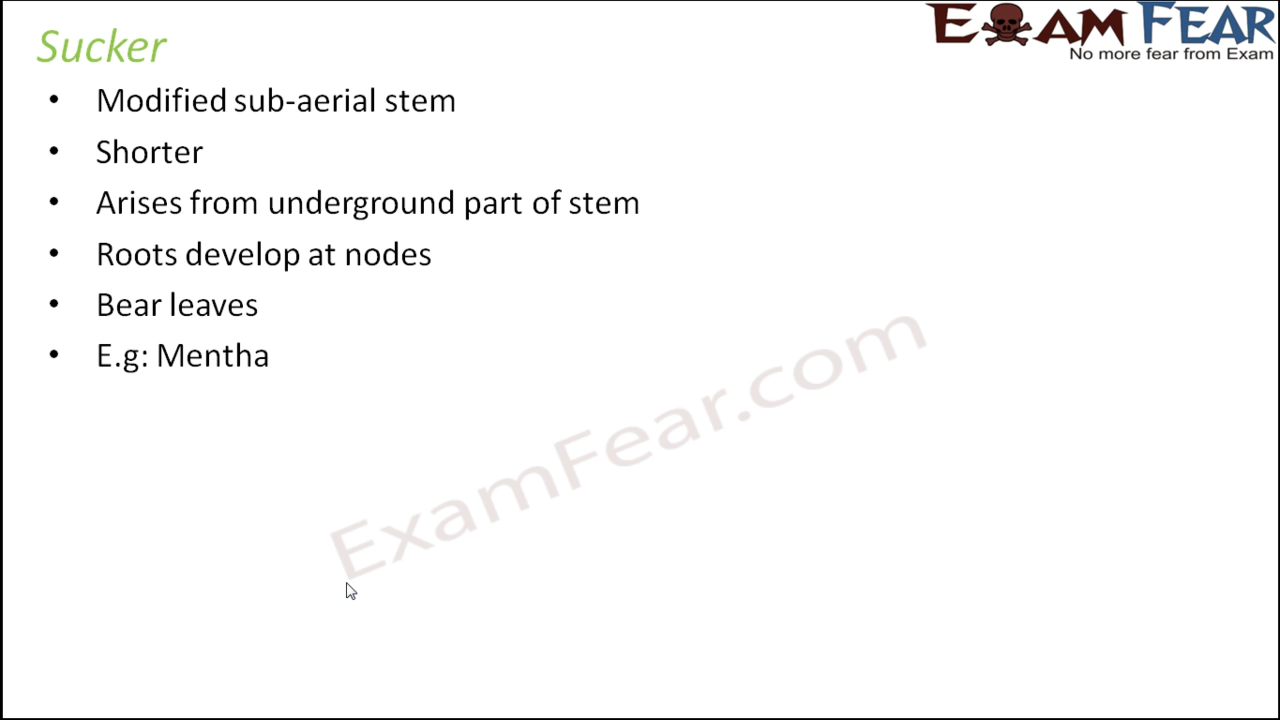 Sucker
EXAM FEAR
No more fear from Exam
• Modified sub-aerial stem
• Shorter
• Arises from underground part of stem
• Roots develop at nodes
• Bear leaves
• E.g: Mentha
ExamFear.com